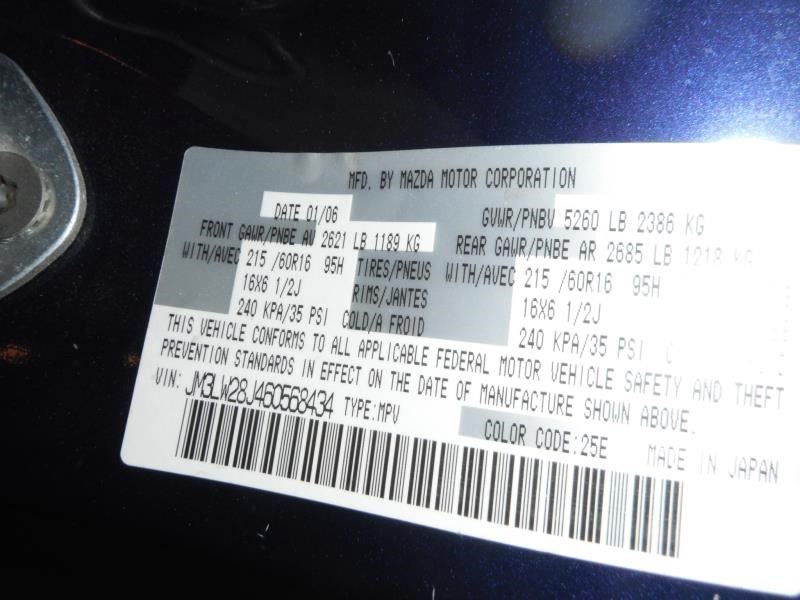 MFD. BY MAZDA MOTOR CORPORATION
DATE 01/06 GVWR/PNBV 5260 LB 2386 KG
FRONT GAWR/PNBE AV 2621 LB 1189 KG REAR GAWR/PNBE AR 2685 LB 1218 KG
WITH/AVEC 215 /60R16 95H TIRES/PNEUS WITH/AVEC 215 /60R16 95H
16X6 1/2J RIMS/JANTES 16X6 1/2J
240 KPA/35 PSI COLD/A FROID 240 KPA/35 PSI
THIS VEHICLE CONFORMS TO ALL APPLICABLE FEDERAL MOTOR VEHICLE SAFETY AND THEFT
PREVENTION STANDARDS IN EFFECT ON THE DATE OF MANUFACTURE SHOWN ABOVE.
VIN: JM3LW28J460568434 TYPE:MPV
COLOR CODE:25E MADE IN JAPAN